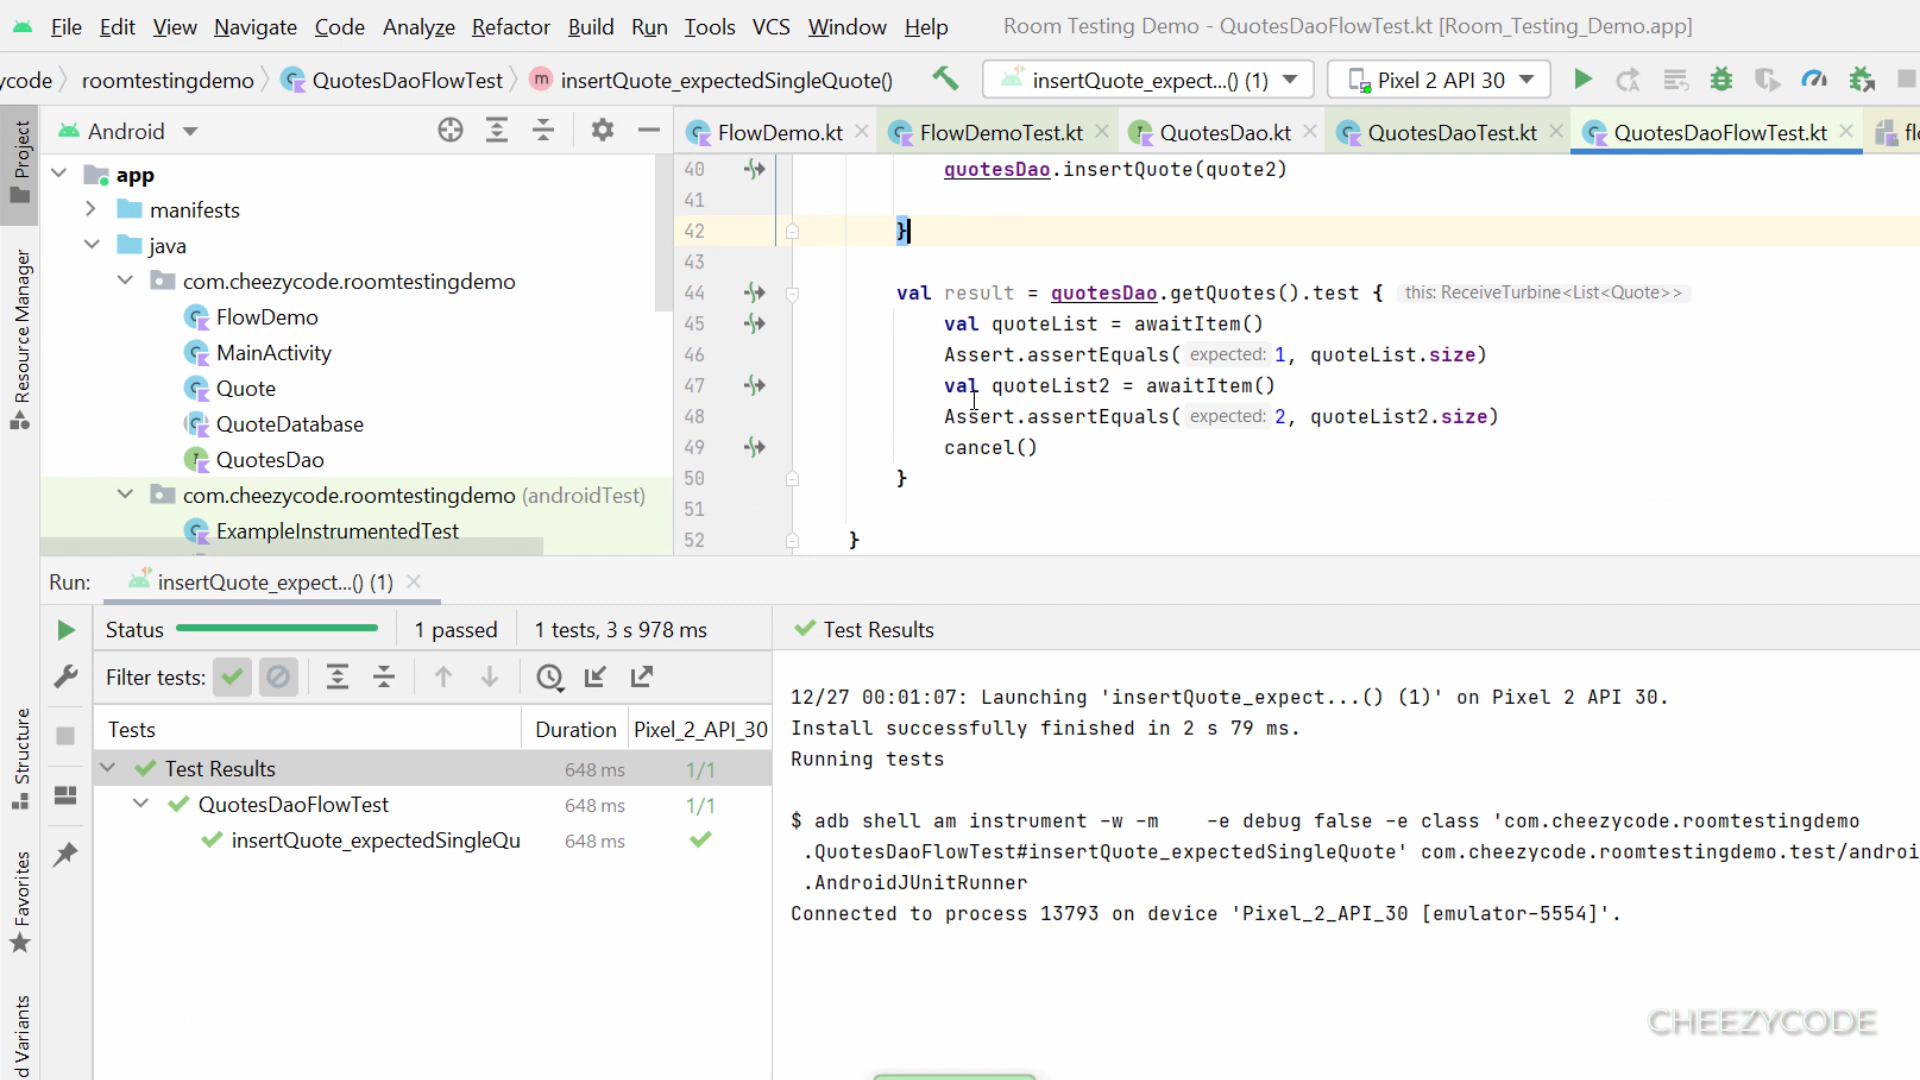 File Edit View Navigate Code Analyze Refactor Build Run Tools VCS Window Help Room Testing Demo - QuotesDaoFlowTest.kt [Room_Testing_Demo.app]
ycode roomtestingdemo QuotesDaoFlowTest m insertQuote_expectedSingleQuote() insertQuote_expect...() (1) Pixel 2 API 30
Project
Resource Manager
Structure
Favorites
d Variants
Android
app
manifests
java
com.cheezycode.roomtestingdemo
FlowDemo
MainActivity
Quote
QuoteDatabase
QuotesDao
com.cheezycode.roomtestingdemo (androidTest)
ExampleInstrumentedTest
FlowDemo.kt FlowDemoTest.kt QuotesDao.kt QuotesDaoTest.kt QuotesDaoFlowTest.kt
40 quotesDao.insertQuote(quote2)
41
42 }
43
44 val result = quotesDao.getQuotes().test { this: ReceiveTurbine<List<Quote>>
45 val quoteList = awaitItem()
46 Assert.assertEquals( expected: 1, quoteList.size)
47 val quoteList2 = awaitItem()
48 Assert.assertEquals( expected: 2, quoteList2.size)
49 cancel()
50 }
51
52 }
Run: insertQuote_expect...() (1)
Status 1 passed 1 tests, 3 s 978 ms
Filter tests:
Tests Duration Pixel_2_API_30
Test Results 648 ms 1/1
QuotesDaoFlowTest 648 ms 1/1
insertQuote_expectedSingleQu 648 ms
Test Results
12/27 00:01:07: Launching 'insertQuote_expect...() (1)' on Pixel 2 API 30.
Install successfully finished in 2 s 79 ms.
Running tests
$ adb shell am instrument -w -m    -e debug false -e class 'com.cheezycode.roomtestingdemo
.QuotesDaoFlowTest#insertQuote_expectedSingleQuote' com.cheezycode.roomtestingdemo.test/androi
.AndroidJUnitRunner
Connected to process 13793 on device 'Pixel_2_API_30 [emulator-5554]'.
CHEEZYCODE